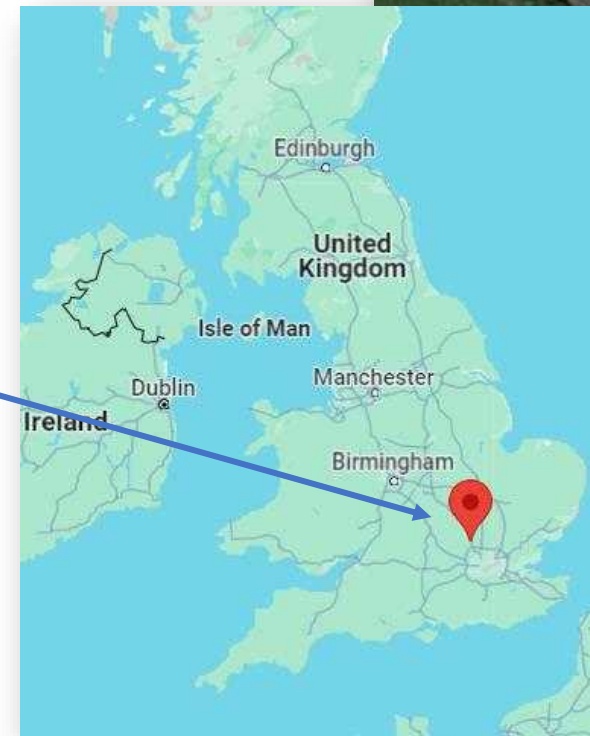 Edinburgh
United
Kingdom
Isle of Man
Dublin
Manchester
Ireland
Birmingham